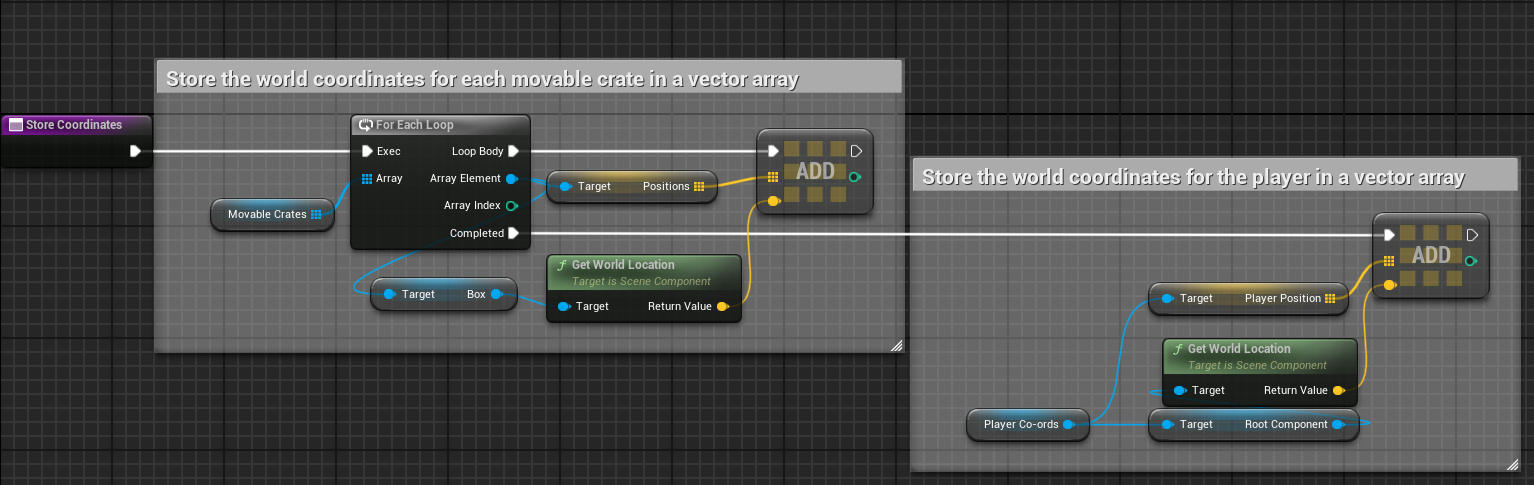 Store the world coordinates for each movable crate in a vector array
Store Coordinates
For Each Loop
Exec Loop Body
Array Array Element
Array Index
Completed
Movable Crates
Target Positions
ADD
Target Box
Get World Location
Target is Scene Component
Target Return Value
Store the world coordinates for the player in a vector array
ADD
Target Player Position
Get World Location
Target is Scene Component
Target Return Value
Player Co-ords
Target Root Component